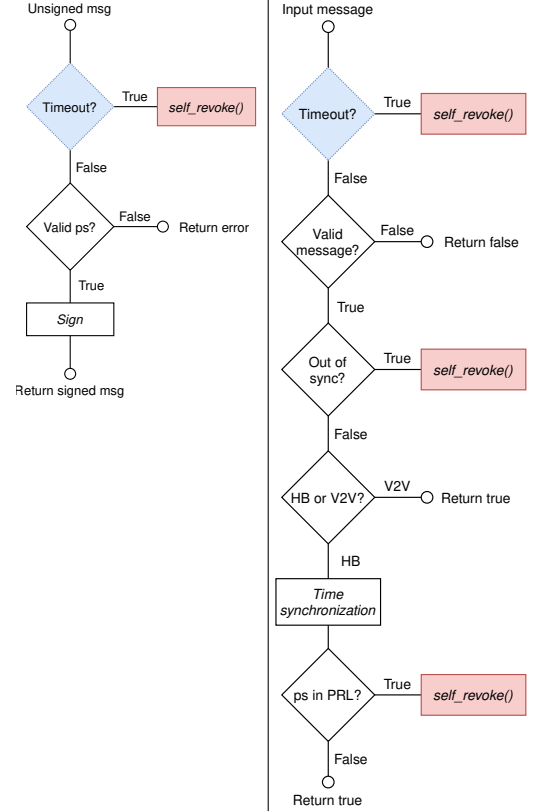 Unsigned msg
Timeout?
True
self_revoke()
False
Valid ps?
False
Return error
True
Sign
Return signed msg
Input message
Timeout?
True
self_revoke()
False
Valid
message?
False
Return false
True
Out of
sync?
True
self_revoke()
False
HB or V2V?
V2V
Return true
HB
Time
synchronization
ps in PRL?
True
self_revoke()
False
Return true